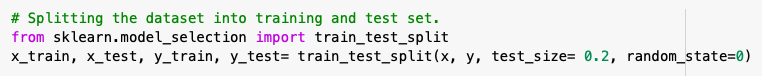 # Splitting the dataset into training and test set.
from sklearn.model_selection import train_test_split
x_train, x_test, y_train, y_test= train_test_split(x, y, test_size= 0.2, random_state=0)